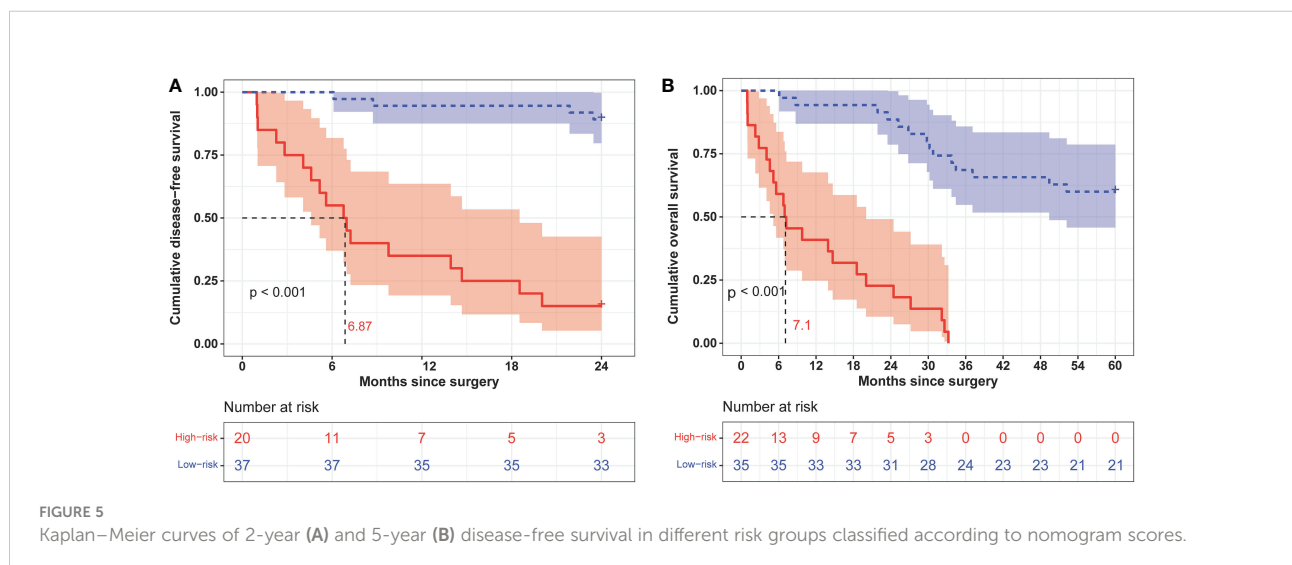 A
Cumulative disease−free survival
1.00
0.75
0.50
0.25
0.00
p < 0.001
6.87
0 6 12 18 24
Months since surgery
Number at risk
High−risk 20 11 7 5 3
Low−risk 37 37 35 35 33
B
Cumulative overall survival
1.00
0.75
0.50
0.25
0.00
p < 0.001
7.1
0 6 12 18 24 30 36 42 48 54 60
Months since surgery
Number at risk
High−risk 22 13 9 7 5 3 0 0 0 0 0
Low−risk 35 35 33 33 31 28 24 23 23 21 21
FIGURE 5
Kaplan−Meier curves of 2-year (A) and 5-year (B) disease-free survival in different risk groups classified according to nomogram scores.